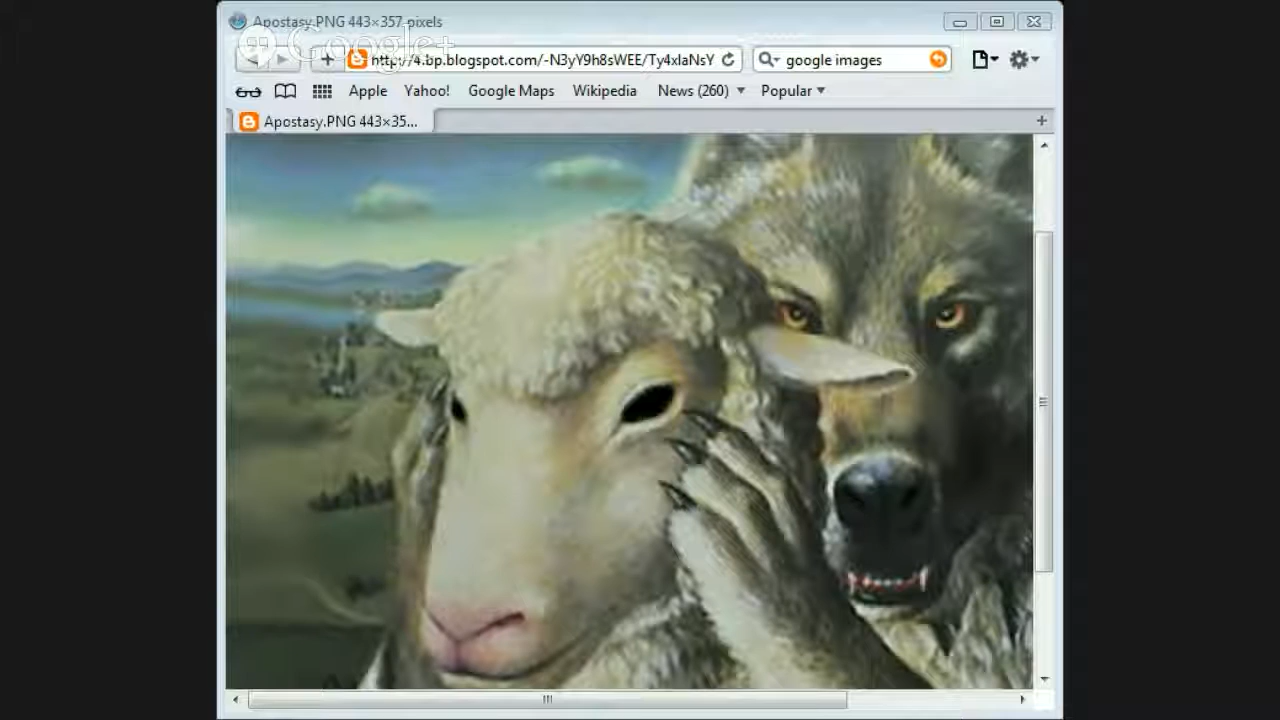 Apostasy.PNG 443×357 pixels
Google+
http://4.bp.blogspot.com/-N3yY9h8sWEE/Ty4xlaNsY
google images
Apple Yahoo! Google Maps Wikipedia News (260) Popular
Apostasy.PNG 443×35...